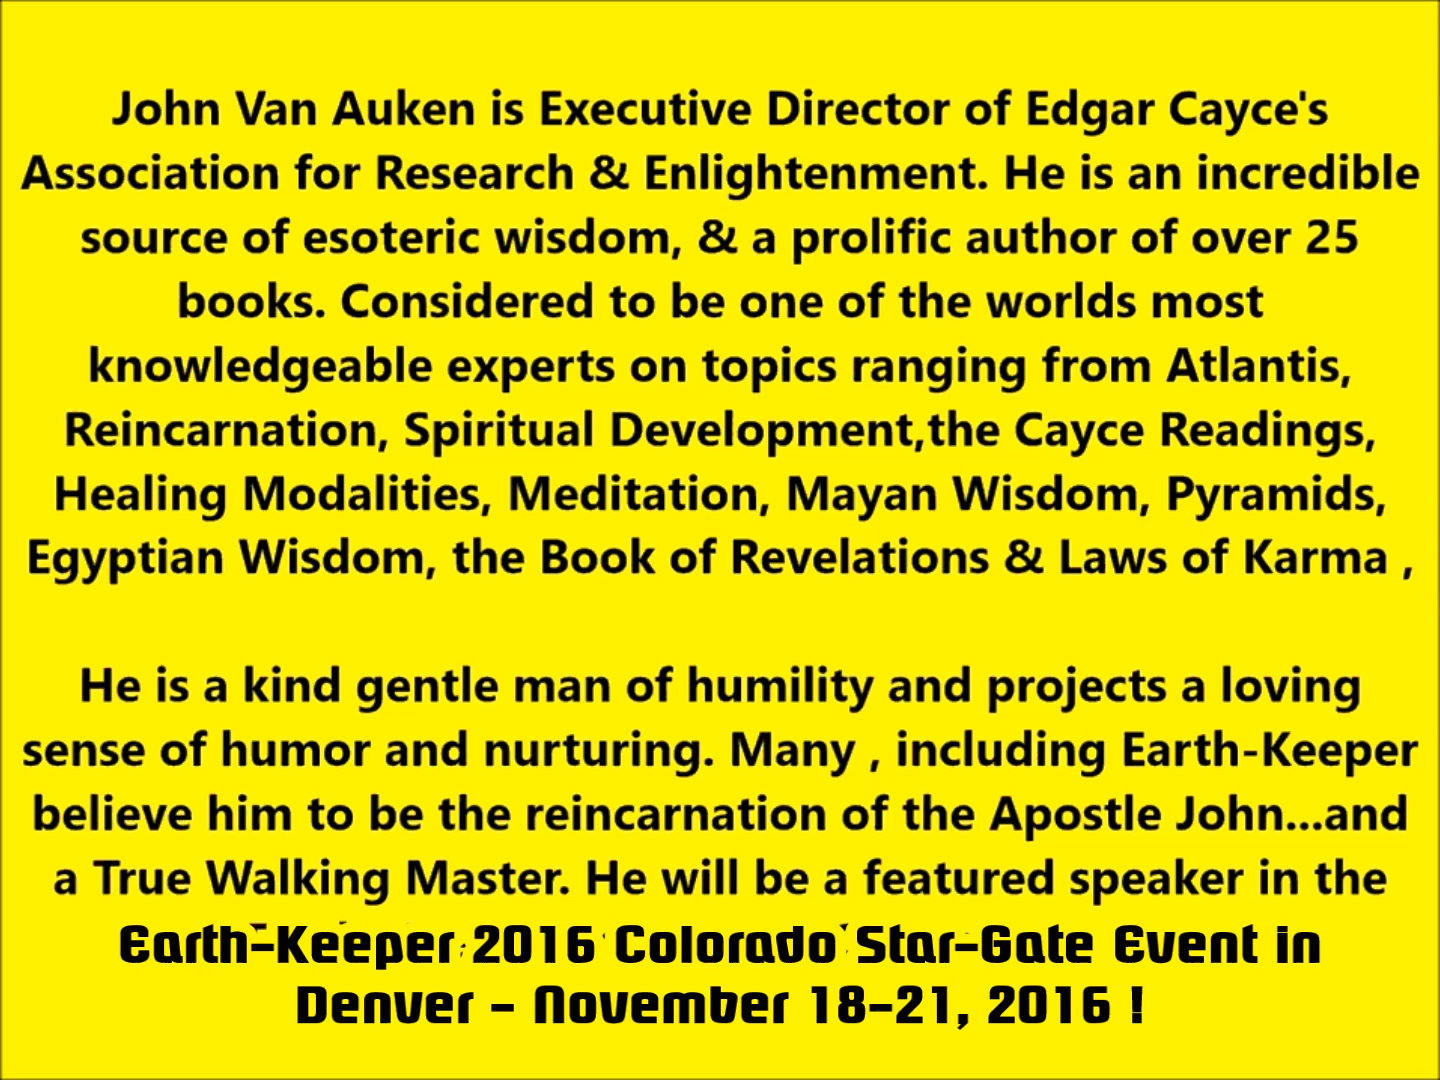 John Van Auken is Executive Director of Edgar Cayce's
Association for Research & Enlightenment. He is an incredible
source of esoteric wisdom, & a prolific author of over 25
books. Considered to be one of the worlds most
knowledgeable experts on topics ranging from Atlantis,
Reincarnation, Spiritual Development,the Cayce Readings,
Healing Modalities, Meditation, Mayan Wisdom, Pyramids,
Egyptian Wisdom, the Book of Revelations & Laws of Karma ,
He is a kind gentle man of humility and projects a loving
sense of humor and nurturing. Many , including Earth-Keeper
believe him to be the reincarnation of the Apostle John...and
a True Walking Master. He will be a featured speaker in the
Earth-Keeper 2016 Colorado Star-Gate Event in
Denver - November 18-21, 2016 !